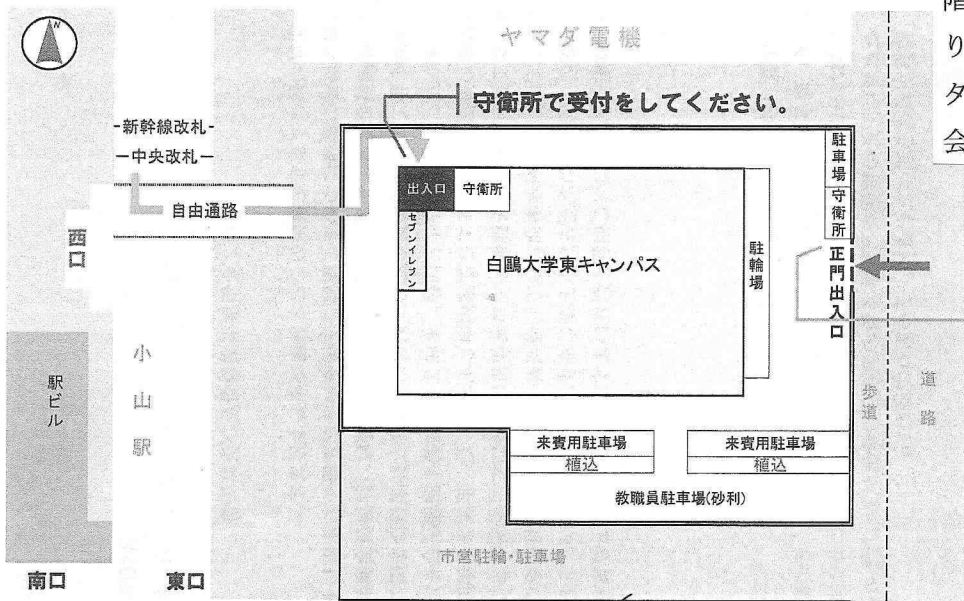 N
ヤマダ電機
階
り
タ
会
守衛所で受付をしてください。
新幹線改札
中央改札
自由通路
西口
出入口
守衛所
セブンイレブン
白鷗大学東キャンパス
駐輪場
駐車場
守衛所
正門出入口
小山駅
駅ビル
歩道
道路
来賓用駐車場
植込
来賓用駐車場
植込
教職員駐車場(砂利)
市営駐輪・駐車場
南口
東口